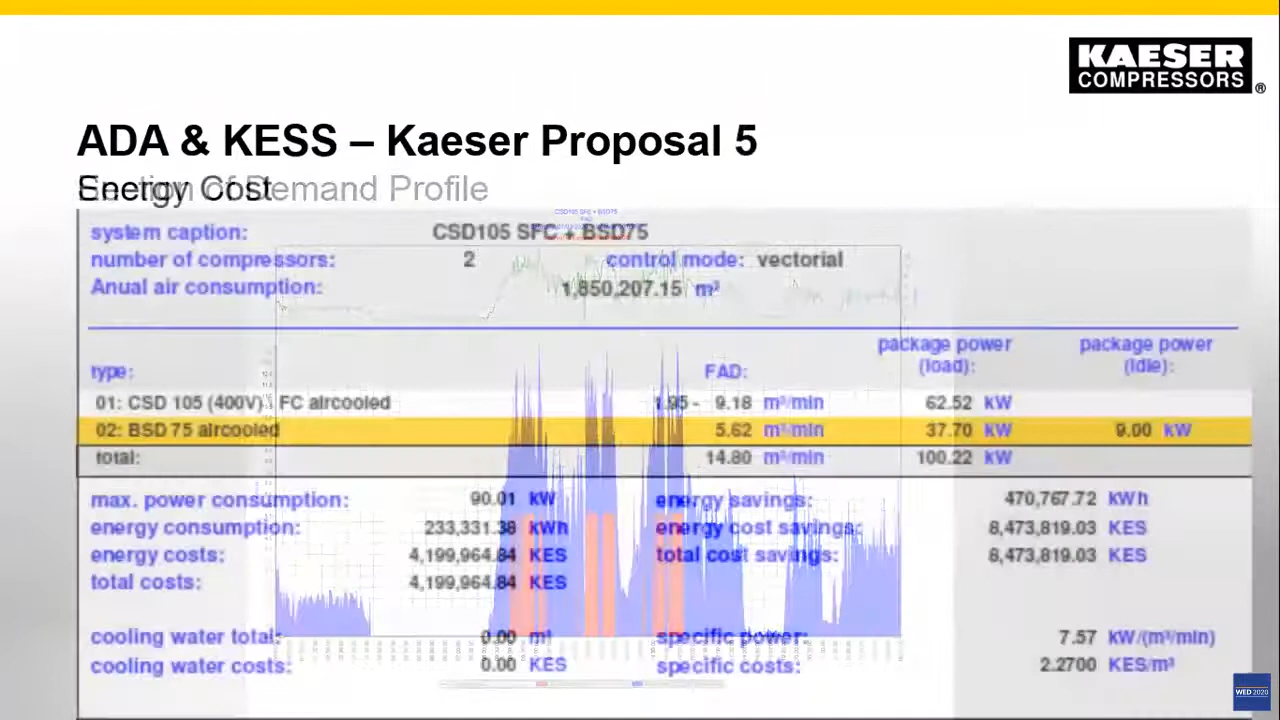 KAESER
COMPRESSORS®
ADA & KESS – Kaeser Proposal 5
Energy Cost
Demand Profile
CSD105 SFC + BSD75
system caption: CSD105 SFC + BSD75
number of compressors: 2 control mode: vectorial
Anual air consumption: 1,850,207.15 m³
package power package power
type: FAD: (load): (idle):
01: CSD 105 (400V) FC aircooled 1.95 - 9.18 m³/min 62.52 kW
02: BSD 75 aircooled 5.62 m³/min 37.70 kW 9.00 kW
total: 14.80 m³/min 100.22 kW
max. power consumption: 90.01 kW energy savings: 470,767.72 kWh
energy consumption: 233,331.38 kWh energy cost savings: 8,473,819.03 KES
energy costs: 4,199,964.84 KES total cost savings: 8,473,819.03 KES
total costs: 4,199,964.84 KES
cooling water total: 0.00 m³ specific power: 7.57 kW/(m³/min)
cooling water costs: 0.00 KES specific costs: 2.2700 KES/m³
WED 2020